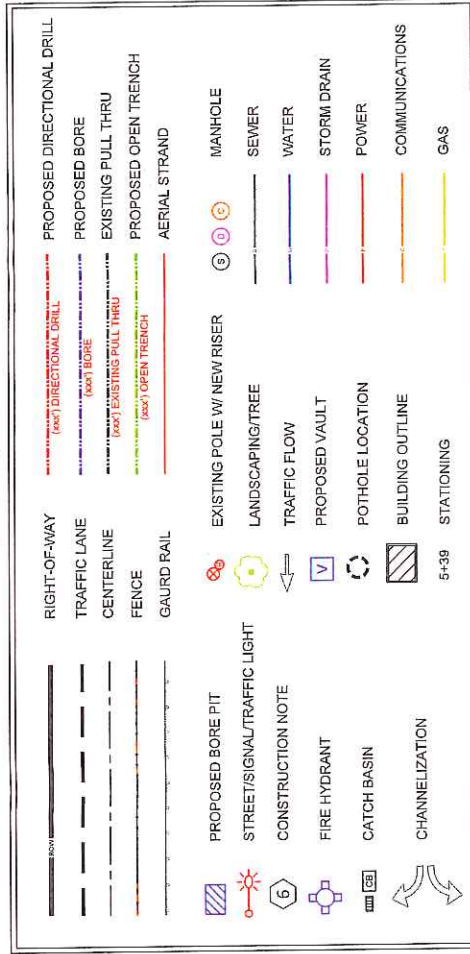 ROW RIGHT-OF-WAY
TRAFFIC LANE
CENTERLINE
FENCE
GAURD RAIL
(xxx') DIRECTIONAL DRILL PROPOSED DIRECTIONAL DRILL
(xxx') BORE PROPOSED BORE
(xxx') EXISTING PULL THRU EXISTING PULL THRU
(xxx') OPEN TRENCH PROPOSED OPEN TRENCH
AERIAL STRAND
PROPOSED BORE PIT
STREET/SIGNAL/TRAFFIC LIGHT
6 CONSTRUCTION NOTE
FIRE HYDRANT
CB CATCH BASIN
CHANNELIZATION
EXISTING POLE W/ NEW RISER
LANDSCAPING/TREE
TRAFFIC FLOW
V PROPOSED VAULT
POTHOLE LOCATION
BUILDING OUTLINE
5+39 STATIONING
S D C MANHOLE
SEWER
WATER
STORM DRAIN
POWER
COMMUNICATIONS
GAS